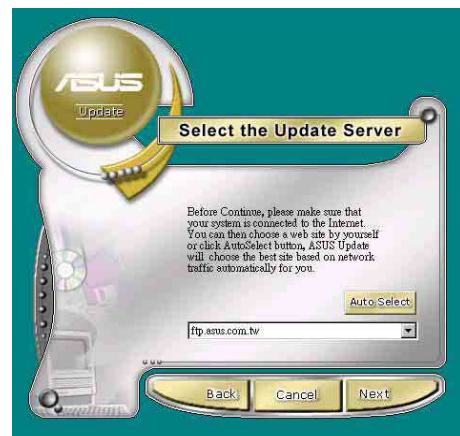 ASUS
Update
Select the Update Server
Before Continue, please make sure that
your system is connected to the Internet.
You can then choose a web site by yourself
or click AutoSelect button, ASUS Update
will choose the best site based on network
traffic automatically for you.
Auto Select
ftp.asus.com.tw
Back Cancel Next